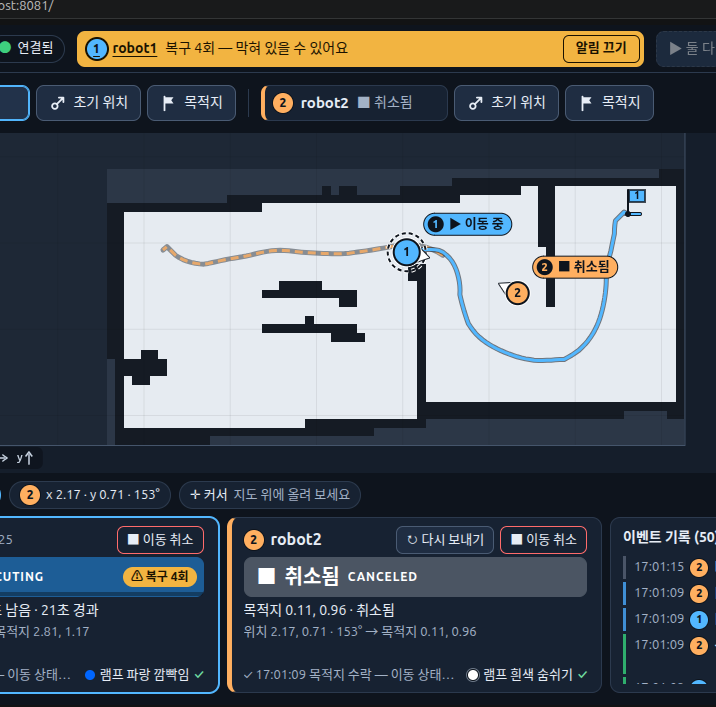 ost:8081/
연결됨
1 robot1 복구 4회 — 막혀 있을 수 있어요
알림 끄기
▶ 둘 다
초기 위치
목적지
2 robot2 ■ 취소됨
초기 위치
목적지
1
1 ▶ 이동 중
1
2 ■ 취소됨
2
→ y↑
2 x 2.17 · y 0.71 · 153°
✛ 커서 지도 위에 올려 보세요
25
■ 이동 취소
CUTING
⚠ 복구 4회
남음 · 21초 경과
목적지 2.81, 1.17
— 이동 상태…
램프 파랑 깜빡임 ✓
2 robot2
↻ 다시 보내기
■ 이동 취소
■ 취소됨 CANCELED
목적지 0.11, 0.96 · 취소됨
위치 2.17, 0.71 · 153° → 목적지 0.11, 0.96
✓ 17:01:09 목적지 수락 — 이동 상태…
램프 흰색 숨쉬기 ✓
이벤트 기록 (50)
17:01:15 2
17:01:09 2
17:01:09 1
17:01:09 2